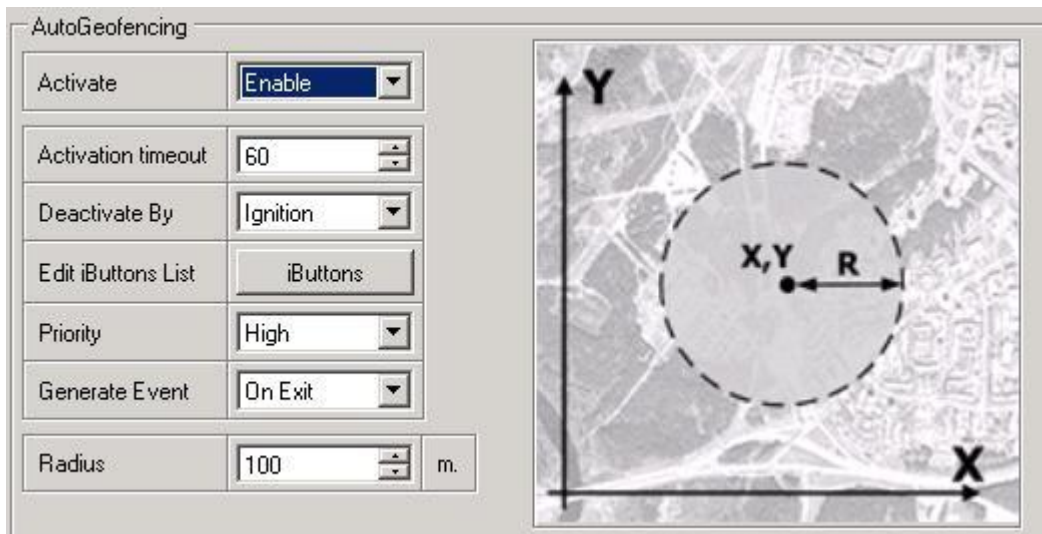 AutoGeofencing
Activate Enable
Activation timeout 60
Deactivate By Ignition
Edit iButtons List iButtons
Priority High
Generate Event On Exit
Radius 100 m.
Y
X,Y R
X